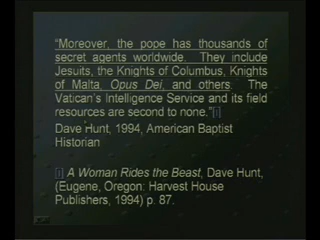 “Moreover, the pope has thousands of
secret agents worldwide. They include
Jesuits, the Knights of Columbus, Knights
of Malta, Opus Dei, and others. The
Vatican’s Intelligence Service and its field
resources are second to none.”[i]
Dave Hunt, 1994, American Baptist
Historian
[i] A Woman Rides the Beast, Dave Hunt,
(Eugene, Oregon: Harvest House
Publishers, 1994) p. 87.